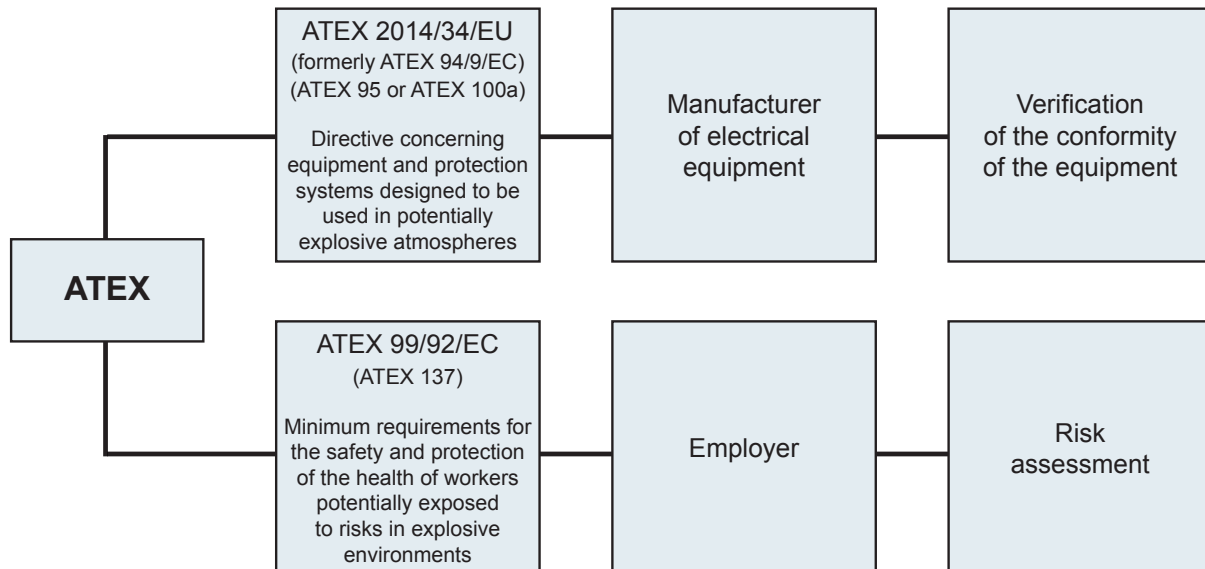 ATEX
ATEX 2014/34/EU
(formerly ATEX 94/9/EC)
(ATEX 95 or ATEX 100a)
Directive concerning
equipment and protection
systems designed to be
used in potentially
explosive atmospheres
Manufacturer
of electrical
equipment
Verification
of the conformity
of the equipment
ATEX 99/92/EC
(ATEX 137)
Minimum requirements for
the safety and protection
of the health of workers
potentially exposed
to risks in explosive
environments
Employer
Risk
assessment